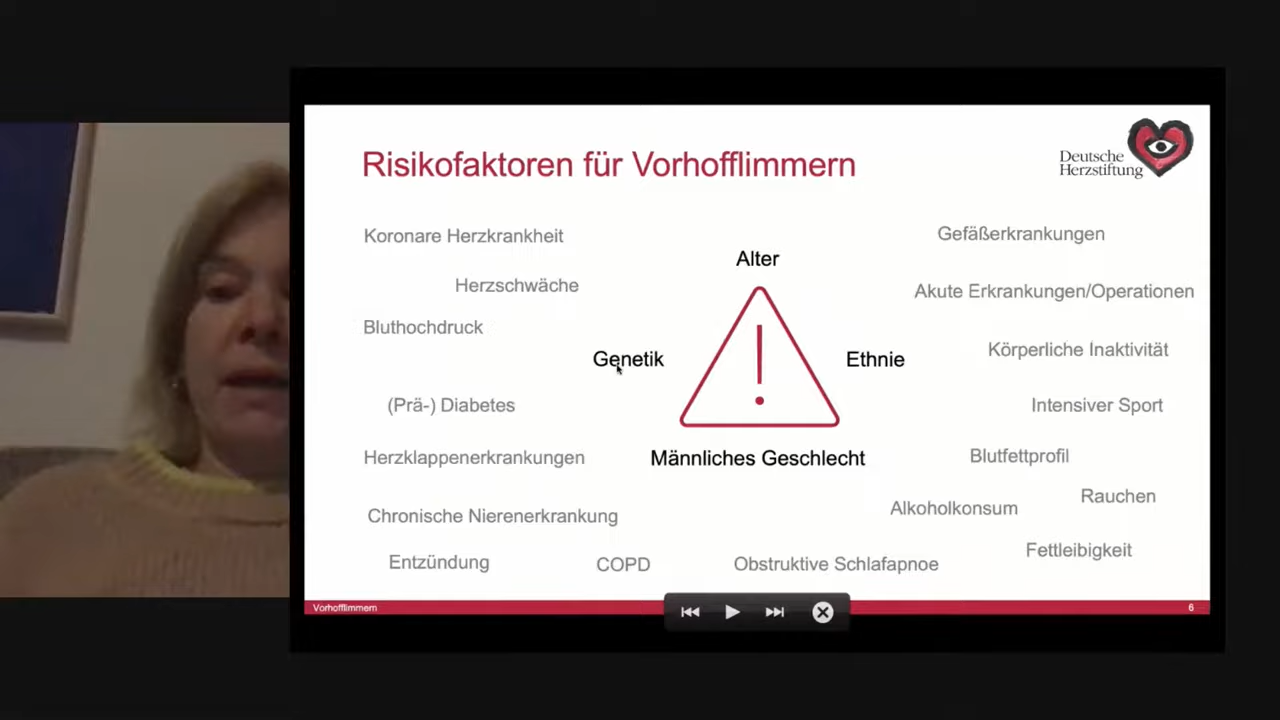 Risikofaktoren für Vorhofflimmern
Deutsche
Herzstiftung
Koronare Herzkrankheit
Gefäßerkrankungen
Alter
Herzschwäche
Akute Erkrankungen/Operationen
Bluthochdruck
Genetik
Ethnie
Körperliche Inaktivität
(Prä-) Diabetes
Intensiver Sport
Herzklappenerkrankungen
Männliches Geschlecht
Blutfettprofil
Rauchen
Chronische Nierenerkrankung
Alkoholkonsum
Entzündung
COPD
Obstruktive Schlafapnoe
Fettleibigkeit
Vorhofflimmern
6